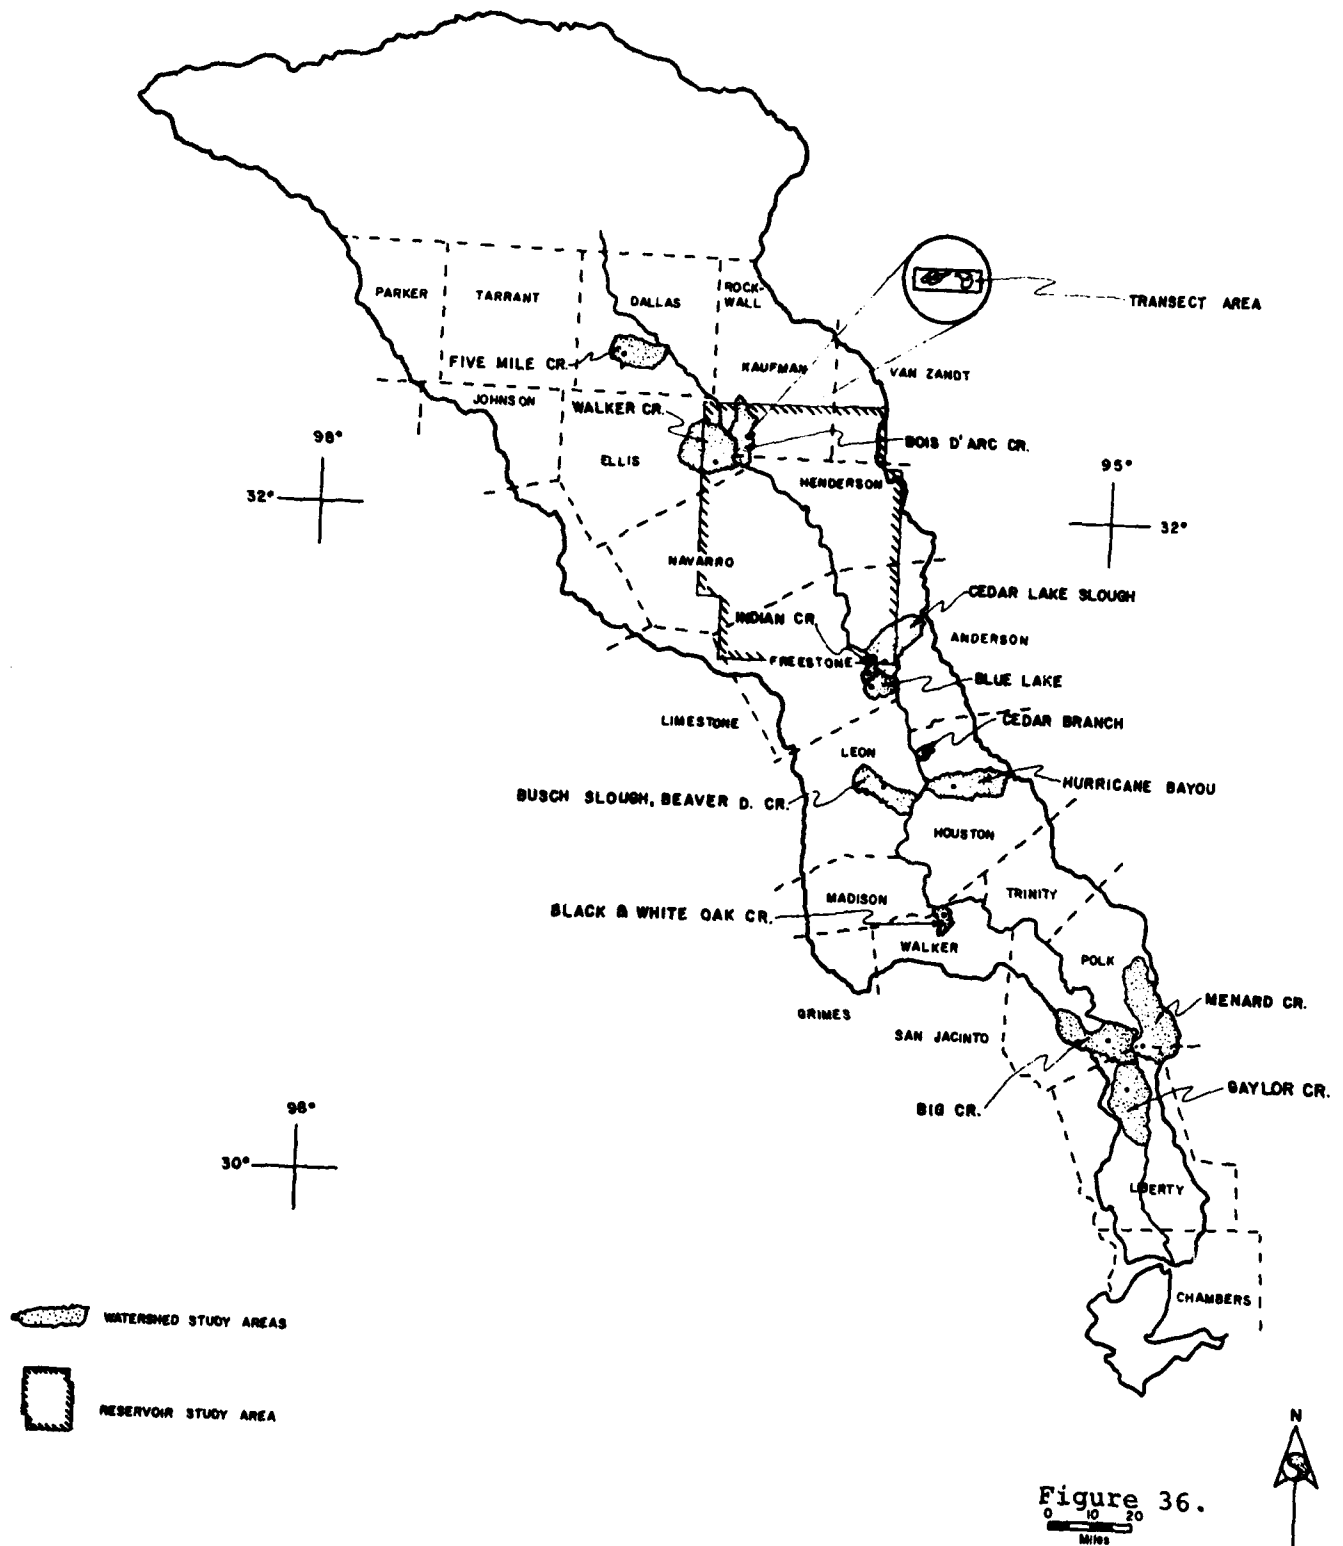 PARKER
TARRANT
DALLAS
ROCK-
WALL
TRANSECT AREA
FIVE MILE CR.
KAUFMAN
VAN ZANDT
JOHNSON
WALKER CR.
BOIS D'ARC CR.
98°
32°
ELLIS
HENDERSON
95°
32°
NAVARRO
CEDAR LAKE SLOUGH
INDIAN CR.
ANDERSON
FREESTONE
BLUE LAKE
LIMESTONE
CEDAR BRANCH
LEON
HURRICANE BAYOU
BUSCH SLOUGH, BEAVER D. CR.
HOUSTON
TRINITY
MADISON
BLACK & WHITE OAK CR.
WALKER
POLK
MENARD CR.
GRIMES
SAN JACINTO
GAYLOR CR.
BIG CR.
98°
30°
LIBERTY
CHAMBERS
WATERSHED STUDY AREAS
RESERVOIR STUDY AREA
N
Figure 36.
0 10 20
Miles